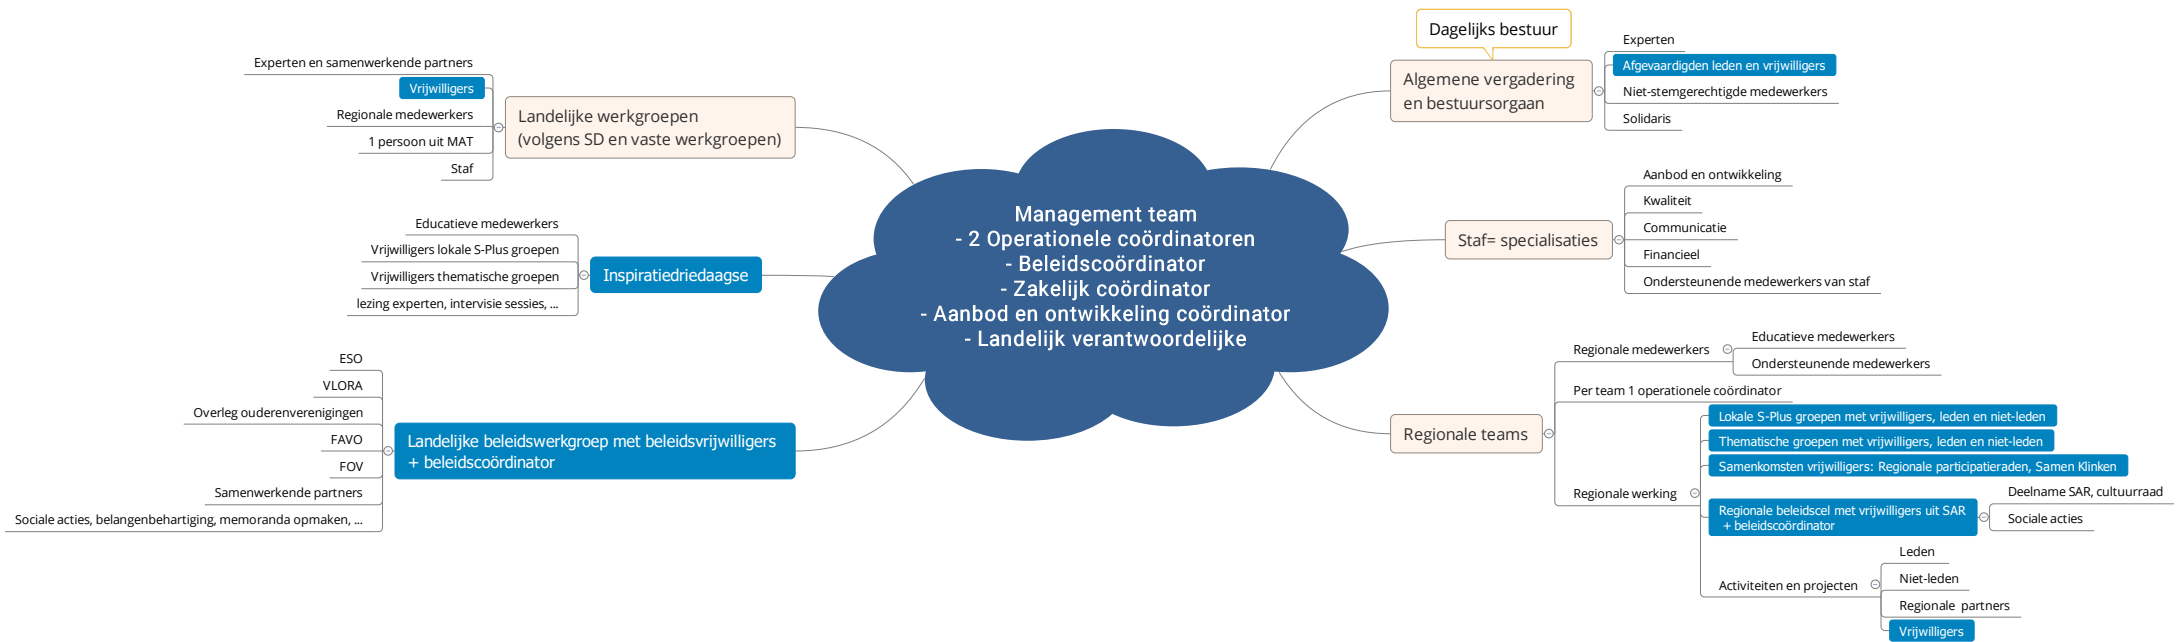 Management team
- 2 Operationele coördinatoren
- Beleidscoördinator
- Zakelijk coördinator
- Aanbod en ontwikkeling coördinator
- Landelijk verantwoordelijke
Dagelijks bestuur
Algemene vergadering
en bestuursorgaan
Experten
Afgevaardigden leden en vrijwilligers
Niet-stemgerechtigde medewerkers
Solidaris
Staf= specialisaties
Aanbod en ontwikkeling
Kwaliteit
Communicatie
Financieel
Ondersteunende medewerkers van staf
Regionale teams
Regionale medewerkers
Educatieve medewerkers
Ondersteunende medewerkers
Per team 1 operationele coördinator
Regionale werking
Lokale S-Plus groepen met vrijwilligers, leden en niet-leden
Thematische groepen met vrijwilligers, leden en niet-leden
Samenkomsten vrijwilligers: Regionale participatieraden, Samen Klinken
Regionale beleidscel met vrijwilligers uit SAR
+ beleidscoördinator
Deelname SAR, cultuurraad
Sociale acties
Activiteiten en projecten
Leden
Niet-leden
Regionale  partners
Vrijwilligers
Landelijke werkgroepen
(volgens SD en vaste werkgroepen)
Experten en samenwerkende partners
Vrijwilligers
Regionale medewerkers
1 persoon uit MAT
Staf
Inspiratiedriedaagse
Educatieve medewerkers
Vrijwilligers lokale S-Plus groepen
Vrijwilligers thematische groepen
lezing experten, intervisie sessies, ...
Landelijke beleidswerkgroep met beleidsvrijwilligers
+ beleidscoördinator
ESO
VLORA
Overleg ouderenverenigingen
FAVO
FOV
Samenwerkende partners
Sociale acties, belangenbehartiging, memoranda opmaken, ...